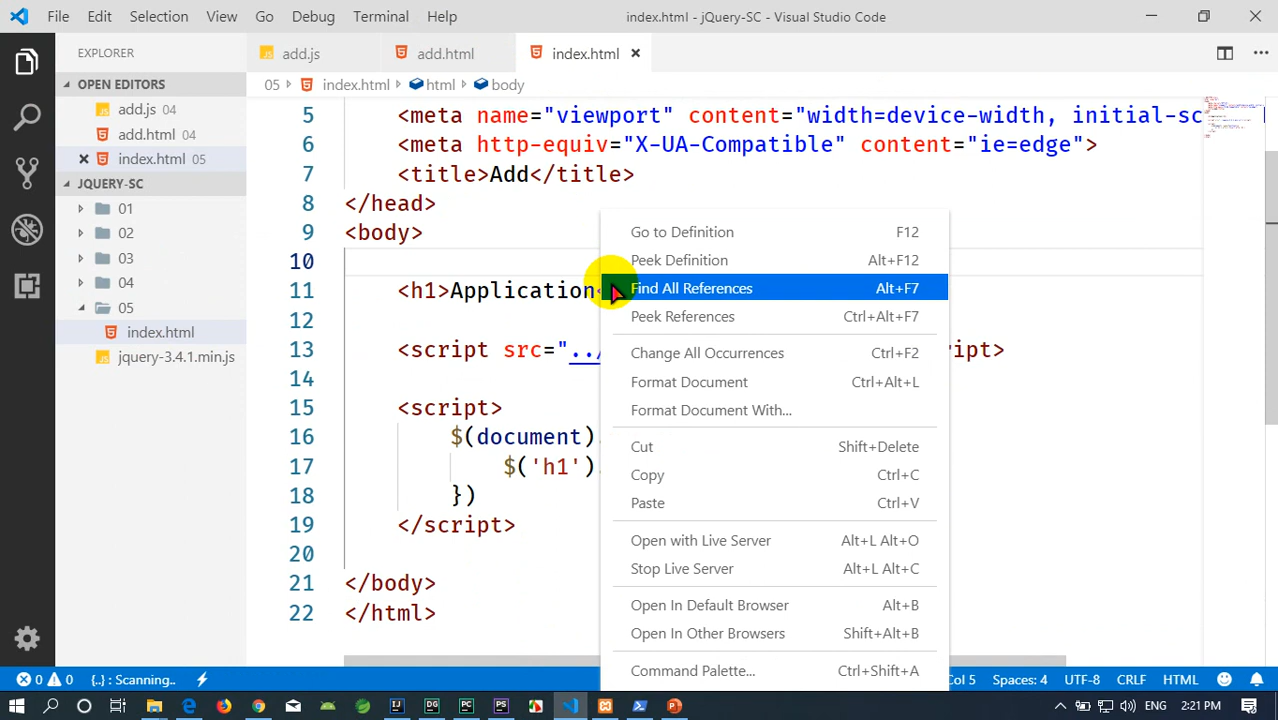 File Edit Selection View Go Debug Terminal Help index.html - jQuery-SC - Visual Studio Code
EXPLORER
OPEN EDITORS
add.js 04
add.html 04
index.html 05
JQUERY-SC
01
02
03
04
05
index.html
jquery-3.4.1.min.js
add.js add.html index.html
05 index.html html body
5 <meta name="viewport" content="width=device-width, initial-sc
6 <meta http-equiv="X-UA-Compatible" content="ie=edge">
7 <title>Add</title>
8 </head>
9 <body>
10
11 <h1>Application
12
13 <script src="../ ript>
14
15 <script>
16 $(document)
17 $('h1')
18 })
19 </script>
20
21 </body>
22 </html>
Go to Definition F12
Peek Definition Alt+F12
Find All References Alt+F7
Peek References Ctrl+Alt+F7
Change All Occurrences Ctrl+F2
Format Document Ctrl+Alt+L
Format Document With...
Cut Shift+Delete
Copy Ctrl+C
Paste Ctrl+V
Open with Live Server Alt+L Alt+O
Stop Live Server Alt+L Alt+C
Open In Default Browser Alt+B
Open In Other Browsers Shift+Alt+B
Command Palette... Ctrl+Shift+A
0 0 {..} : Scanning.. Col 5 Spaces: 4 UTF-8 CRLF HTML
2:21 PM